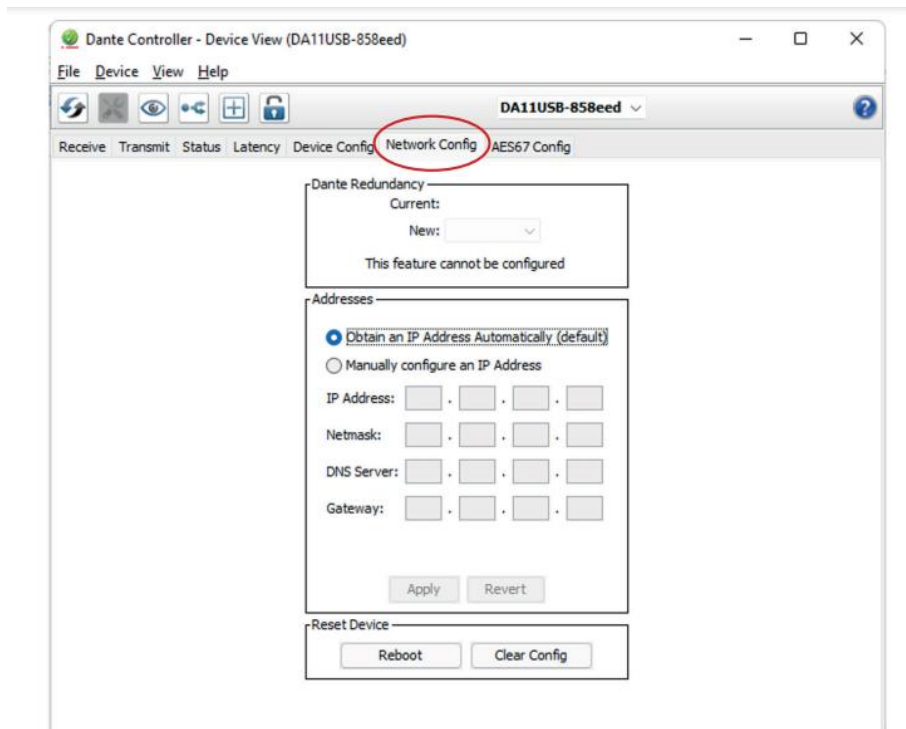 Dante Controller - Device View (DA11USB-858eed)
File Device View Help
DA11USB-858eed
?
Receive Transmit Status Latency Device Config Network Config AES67 Config
Dante Redundancy
Current:
New:
This feature cannot be configured
Addresses
Obtain an IP Address Automatically (default)
Manually configure an IP Address
IP Address: . . .
Netmask: . . .
DNS Server: . . .
Gateway: . . .
Apply Revert
Reset Device
Reboot Clear Config